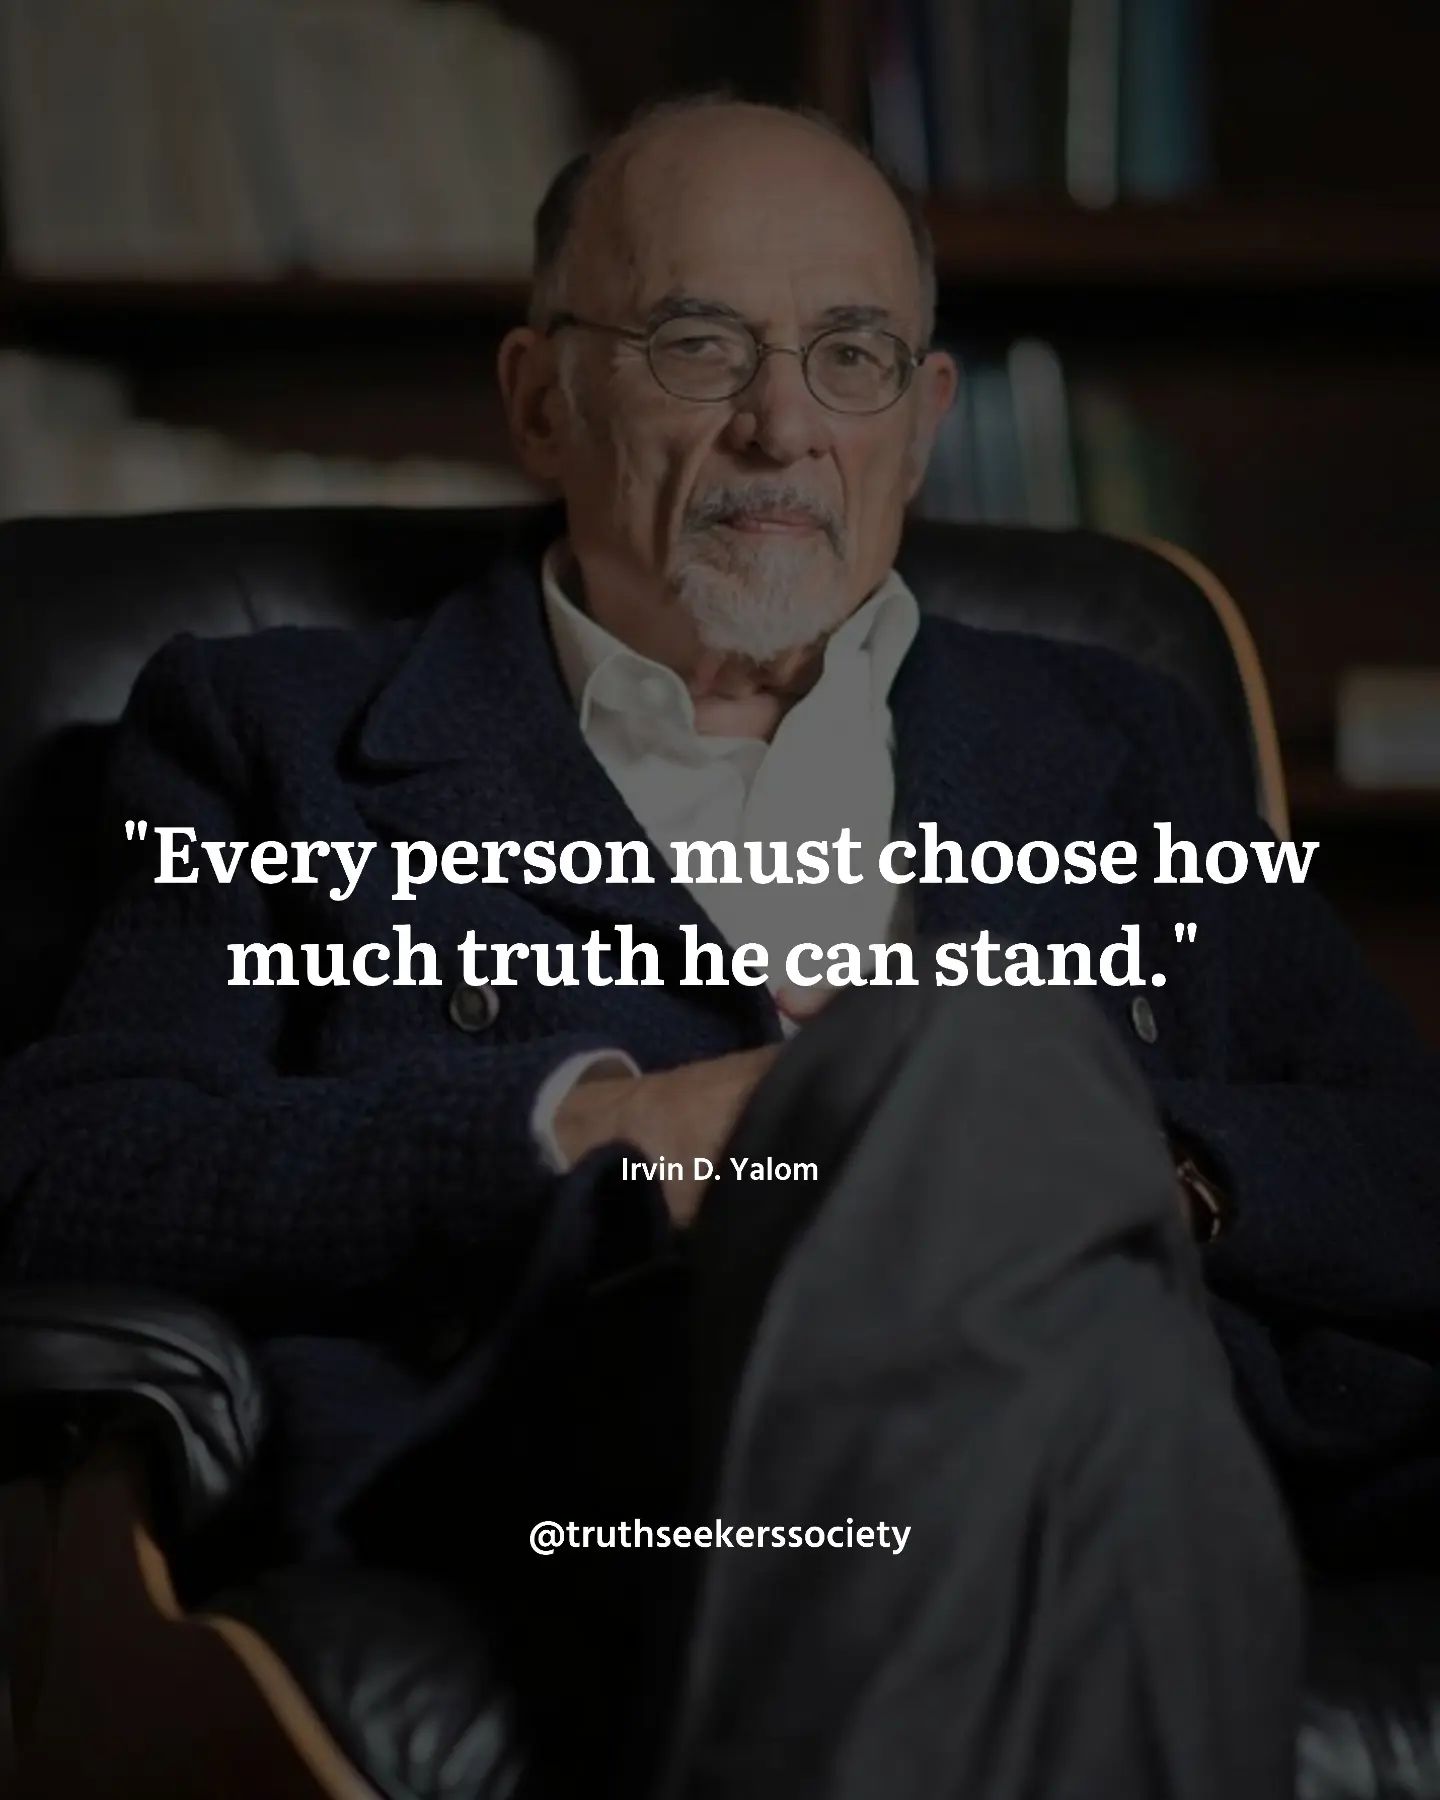 "Every person must choose how
much truth he can stand."
Irvin D. Yalom
@truthseekerssociety